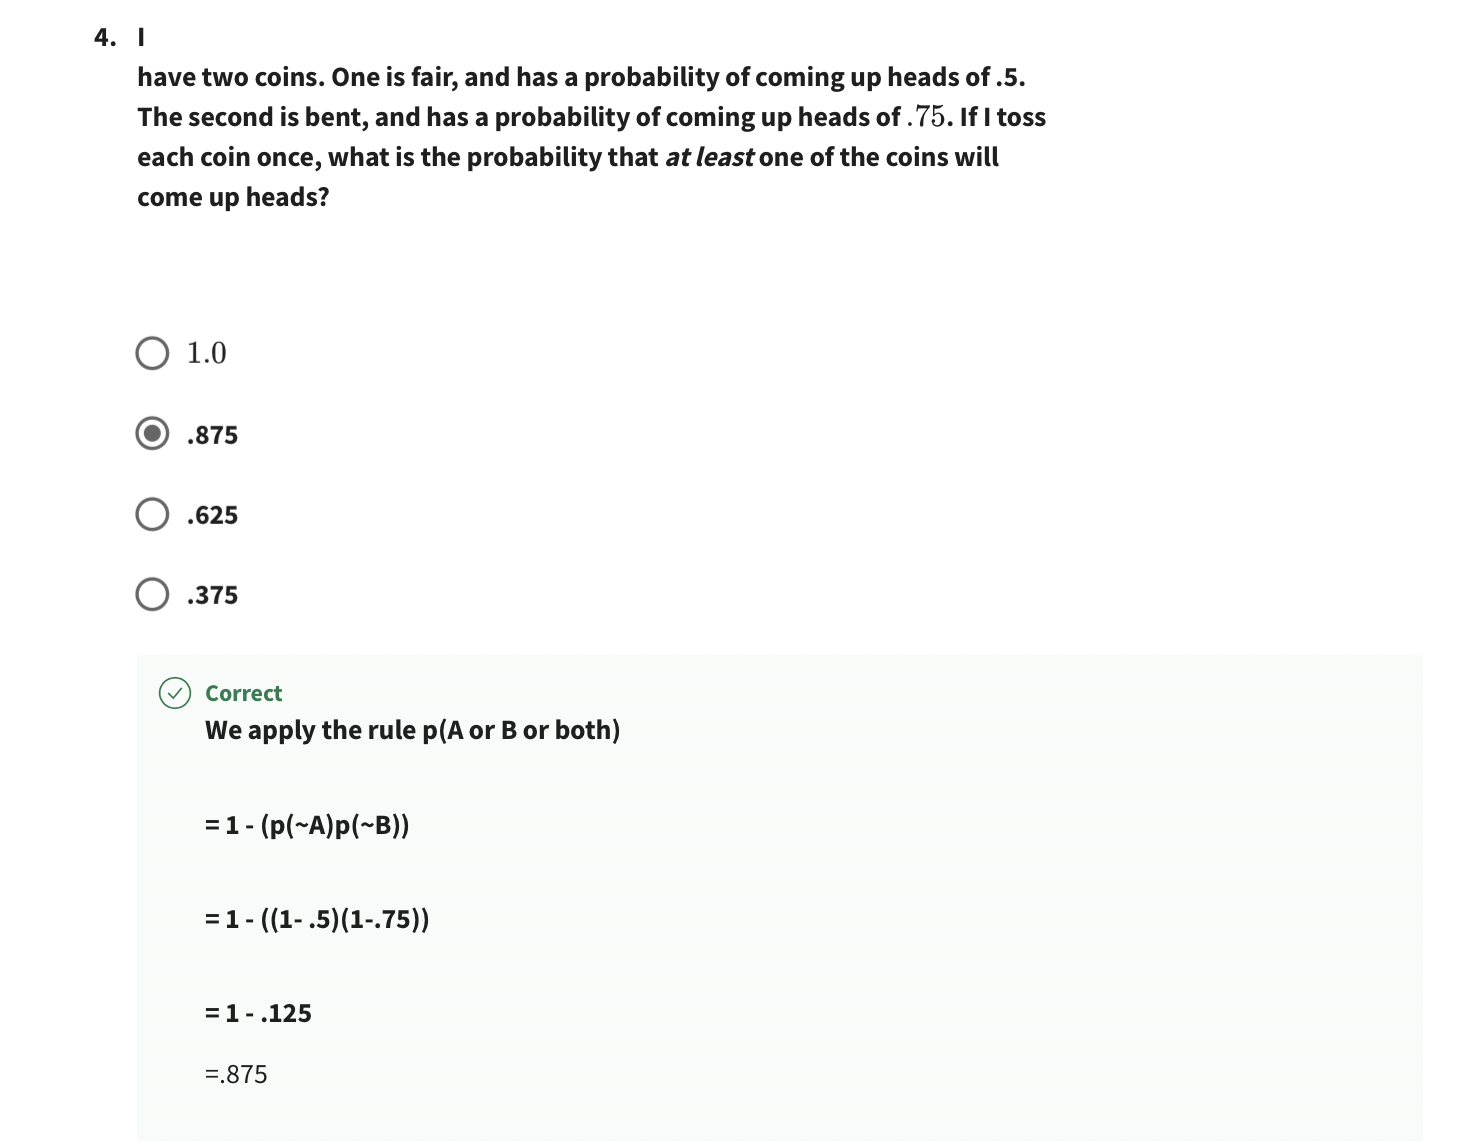 4. I
have two coins. One is fair, and has a probability of coming up heads of .5.
The second is bent, and has a probability of coming up heads of .75. If I toss
each coin once, what is the probability that at least one of the coins will
come up heads?
1.0
.875
.625
.375
Correct
We apply the rule p(A or B or both)
= 1 - (p(~A)p(~B))
= 1 - ((1- .5)(1-.75))
= 1 - .125
=.875